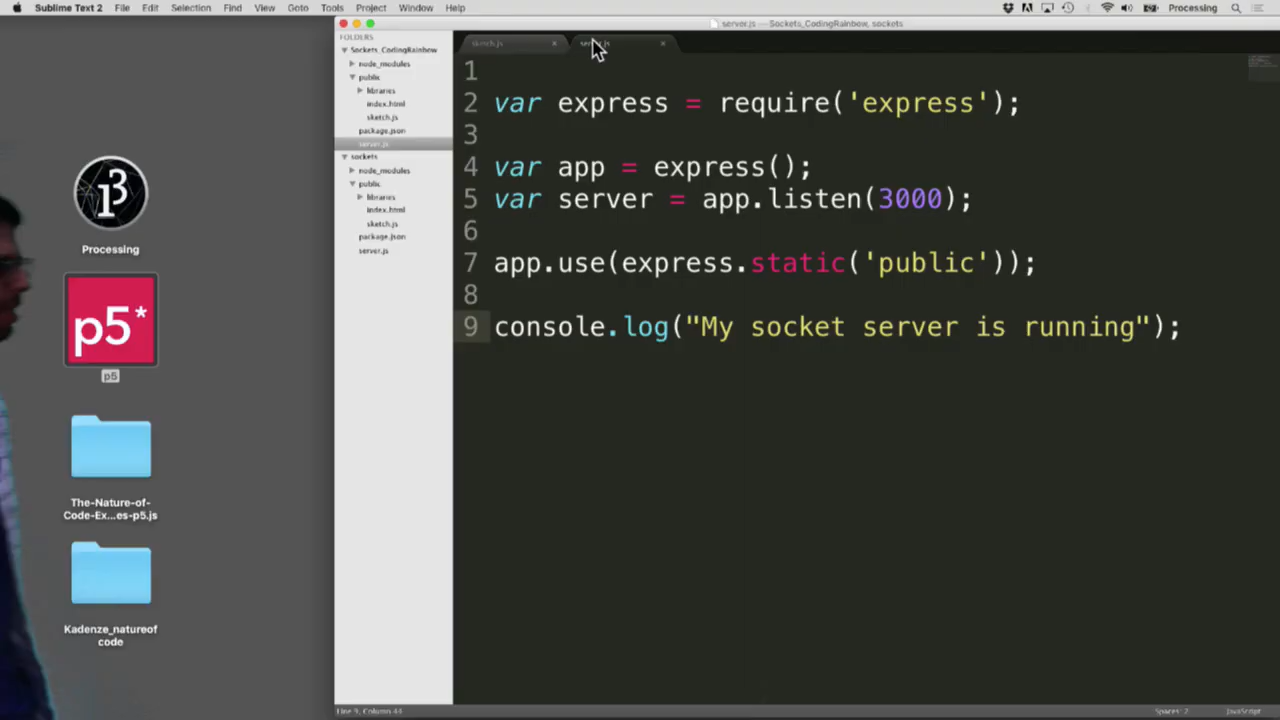 Sublime Text 2 File Edit Selection Find View Goto Tools Project Window Help Processing
server.js — Sockets_CodingRainbow, sockets
FOLDERS
Sockets_CodingRainbow
node_modules
public
libraries
index.html
sketch.js
package.json
server.js
sockets
node_modules
public
libraries
index.html
sketch.js
package.json
server.js
sketch.js
1
2 var express = require('express');
3
4 var app = express();
5 var server = app.listen(3000);
6
7 app.use(express.static('public'));
8
9 console.log("My socket server is running");
Processing
p5*
p5
The-Nature-of-
Code-Ex...es-p5.js
Kadenze_natureof
code
Line 9, Column 44
Spaces: 2
JavaScript